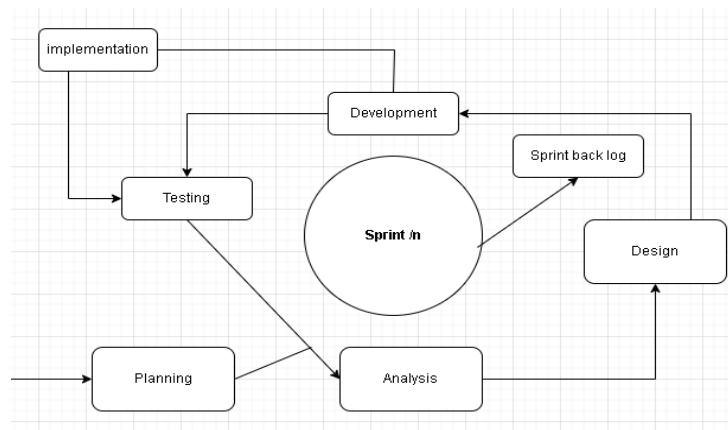 implementation
Development
Sprint back log
Testing
Sprint /n
Design
Planning
Analysis